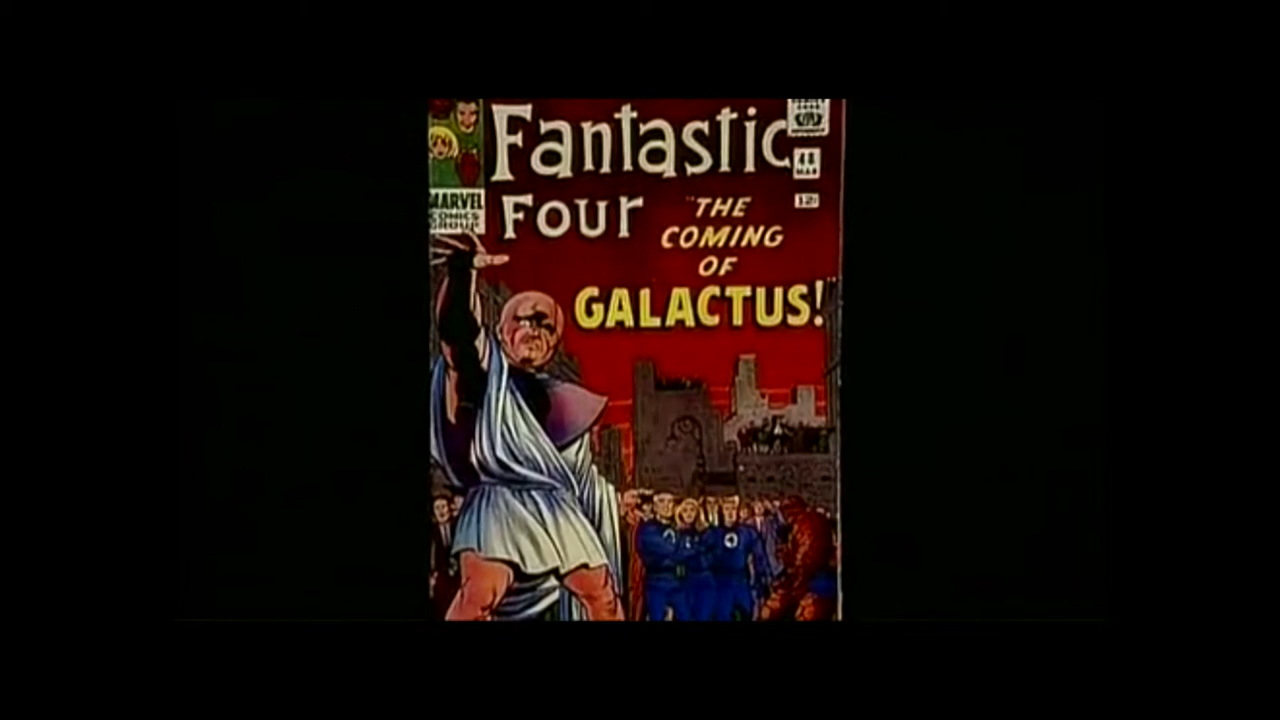 Fantastic
Four
"THE
COMING
OF
GALACTUS!"
MARVEL
COMICS
GROUP
48
MAR
12¢